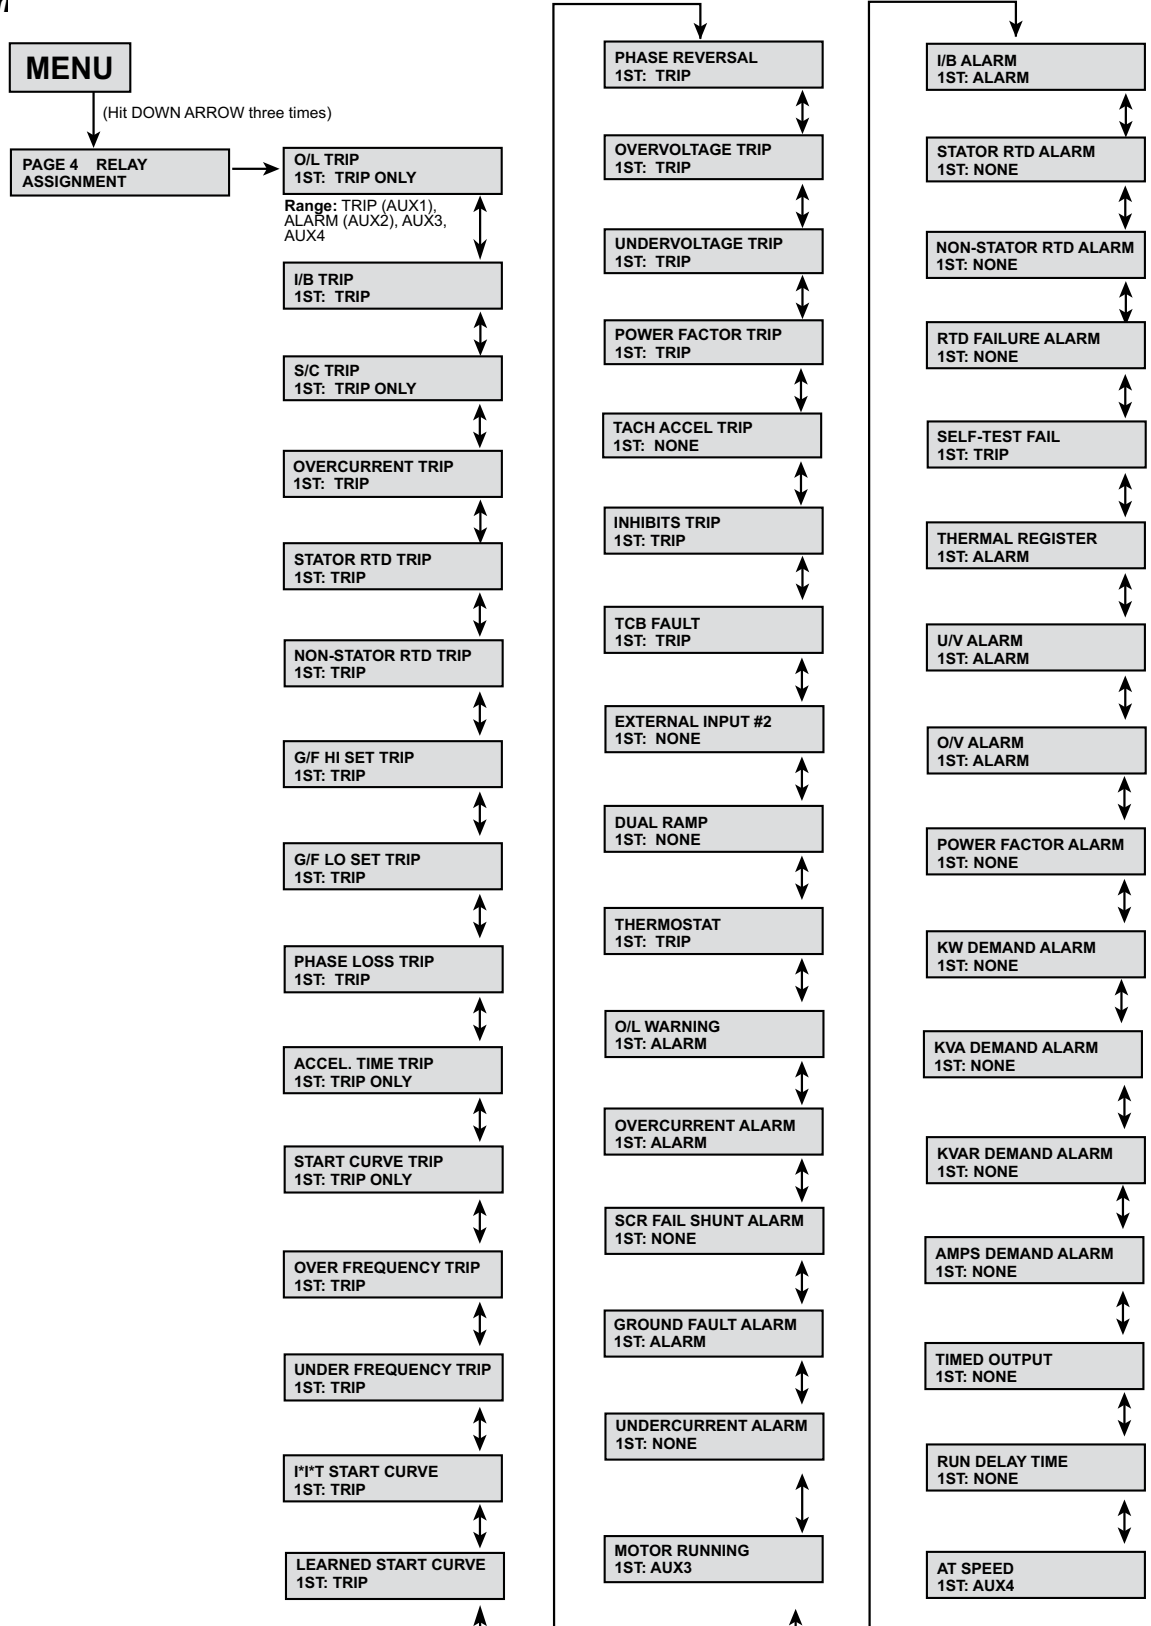 MENU
(Hit DOWN ARROW three times)
PAGE 4 RELAY
ASSIGNMENT
O/L TRIP
1ST: TRIP ONLY
Range: TRIP (AUX1),
ALARM (AUX2), AUX3,
AUX4
I/B TRIP
1ST: TRIP
S/C TRIP
1ST: TRIP ONLY
OVERCURRENT TRIP
1ST: TRIP
STATOR RTD TRIP
1ST: TRIP
NON-STATOR RTD TRIP
1ST: TRIP
G/F HI SET TRIP
1ST: TRIP
G/F LO SET TRIP
1ST: TRIP
PHASE LOSS TRIP
1ST: TRIP
ACCEL. TIME TRIP
1ST: TRIP ONLY
START CURVE TRIP
1ST: TRIP ONLY
OVER FREQUENCY TRIP
1ST: TRIP
UNDER FREQUENCY TRIP
1ST: TRIP
I*I*T START CURVE
1ST: TRIP
LEARNED START CURVE
1ST: TRIP
PHASE REVERSAL
1ST: TRIP
OVERVOLTAGE TRIP
1ST: TRIP
UNDERVOLTAGE TRIP
1ST: TRIP
POWER FACTOR TRIP
1ST: TRIP
TACH ACCEL TRIP
1ST: NONE
INHIBITS TRIP
1ST: TRIP
TCB FAULT
1ST: TRIP
EXTERNAL INPUT #2
1ST: NONE
DUAL RAMP
1ST: NONE
THERMOSTAT
1ST: TRIP
O/L WARNING
1ST: ALARM
OVERCURRENT ALARM
1ST: ALARM
SCR FAIL SHUNT ALARM
1ST: NONE
GROUND FAULT ALARM
1ST: ALARM
UNDERCURRENT ALARM
1ST: NONE
MOTOR RUNNING
1ST: AUX3
I/B ALARM
1ST: ALARM
STATOR RTD ALARM
1ST: NONE
NON-STATOR RTD ALARM
1ST: NONE
RTD FAILURE ALARM
1ST: NONE
SELF-TEST FAIL
1ST: TRIP
THERMAL REGISTER
1ST: ALARM
U/V ALARM
1ST: ALARM
O/V ALARM
1ST: ALARM
POWER FACTOR ALARM
1ST: NONE
KW DEMAND ALARM
1ST: NONE
KVA DEMAND ALARM
1ST: NONE
KVAR DEMAND ALARM
1ST: NONE
AMPS DEMAND ALARM
1ST: NONE
TIMED OUTPUT
1ST: NONE
RUN DELAY TIME
1ST: NONE
AT SPEED
1ST: AUX4